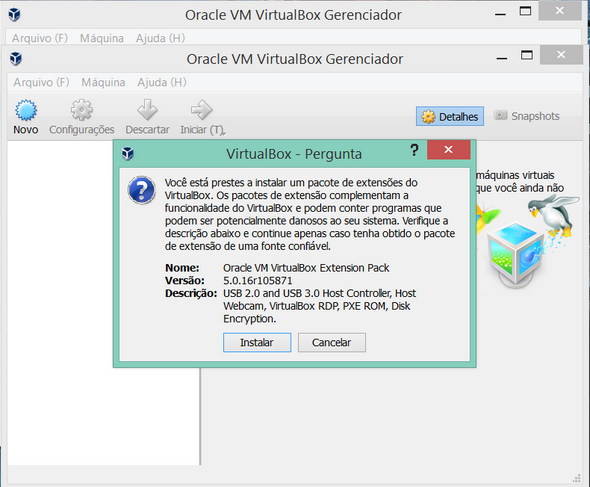 Oracle VM VirtualBox Gerenciador
Arquivo (F) Máquina Ajuda (H)
Oracle VM VirtualBox Gerenciador
Arquivo (F) Máquina Ajuda (H)
Novo Configurações Descartar Iniciar (T),
Detalhes Snapshots
máquinas virtuais
que você ainda não
VirtualBox - Pergunta
Você está prestes a instalar um pacote de extensões do
VirtualBox. Os pacotes de extensão complementam a
funcionalidade do VirtualBox e podem conter programas que
podem ser potencialmente danosos ao seu sistema. Verifique a
descrição abaixo e continue apenas caso tenha obtido o pacote
de extensão de uma fonte confiável.
Nome: Oracle VM VirtualBox Extension Pack
Versão: 5.0.16r105871
Descrição: USB 2.0 and USB 3.0 Host Controller, Host
Webcam, VirtualBox RDP, PXE ROM, Disk
Encryption.
Instalar Cancelar